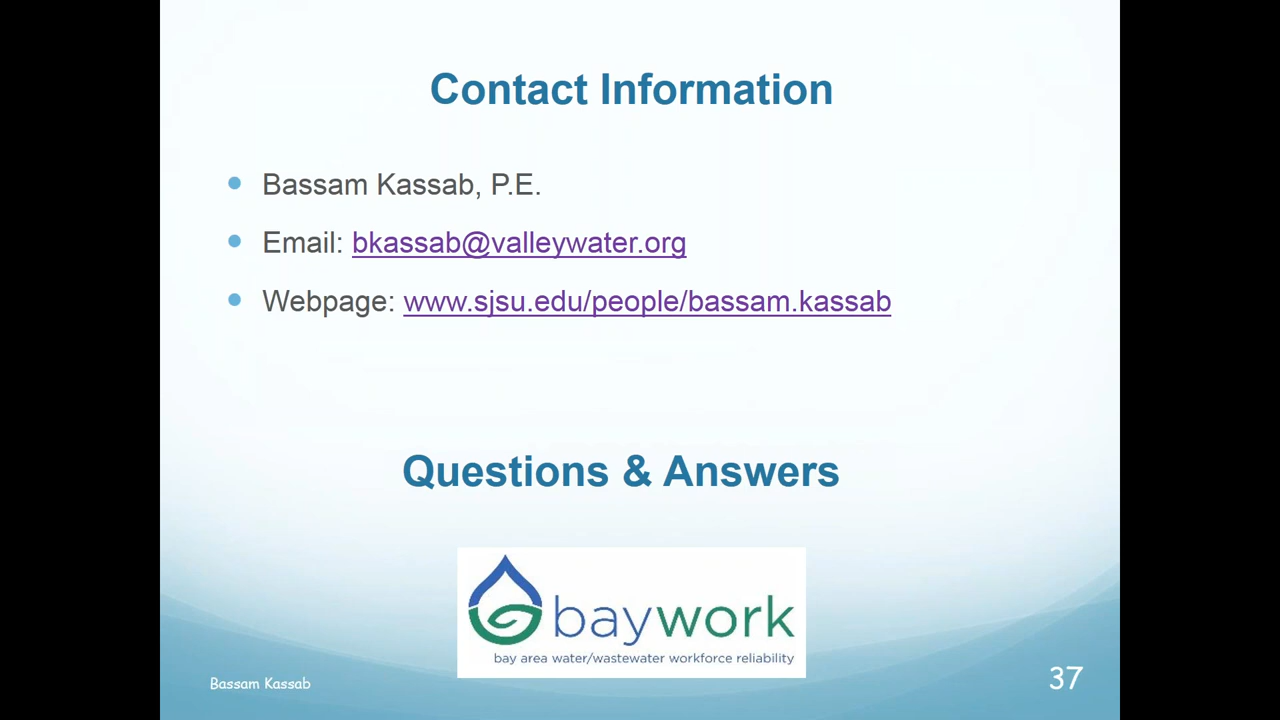 Contact Information
Bassam Kassab, P.E.
Email: bkassab@valleywater.org
Webpage: www.sjsu.edu/people/bassam.kassab
Questions & Answers
baywork
bay area water/wastewater workforce reliability
Bassam Kassab
37